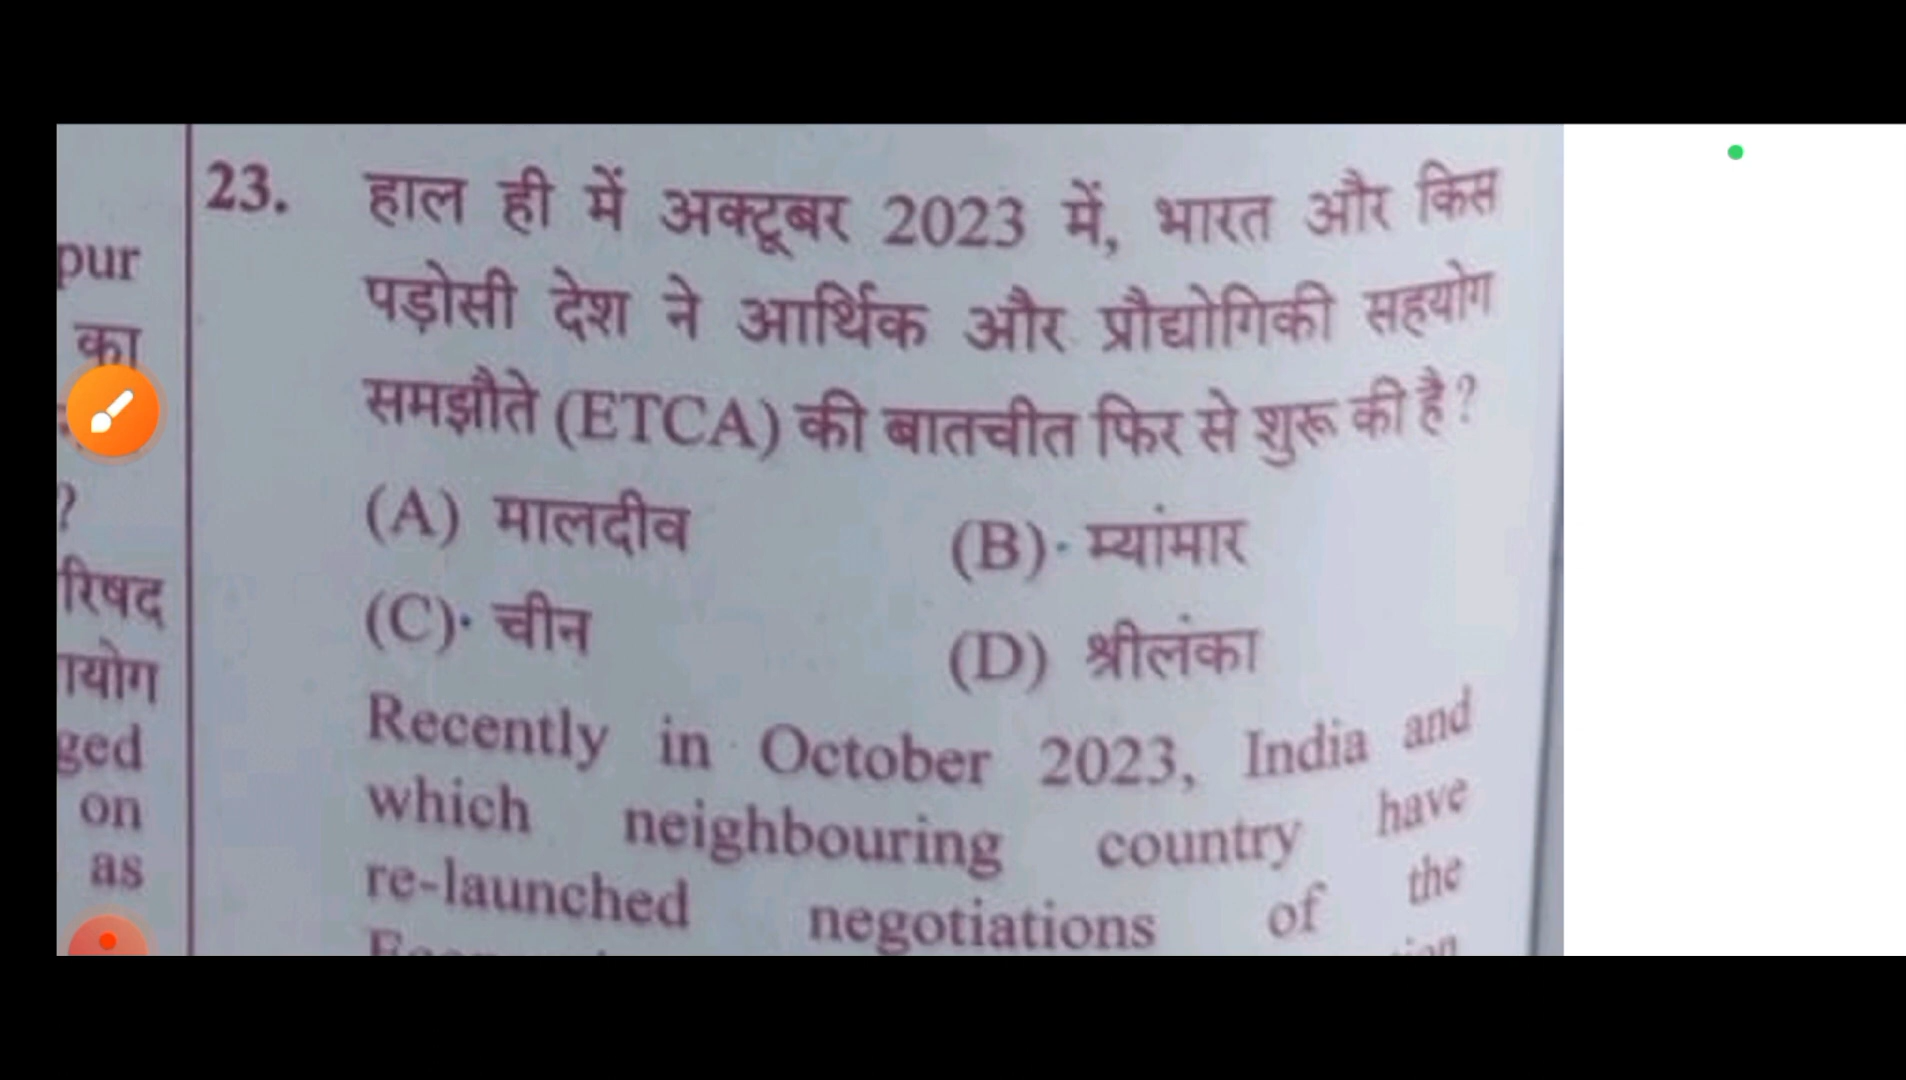 pur
का
?
रिषद
ायोग
ged
on
as
23. हाल ही में अक्टूबर 2023 में, भारत और किस
पड़ोसी देश ने आर्थिक और प्रौद्योगिकी सहयोग
समझौते (ETCA) की बातचीत फिर से शुरू की है?
(A) मालदीव (B) म्यांमार
(C) चीन (D) श्रीलंका
Recently in October 2023, India and
which neighbouring country have
re-launched negotiations of the